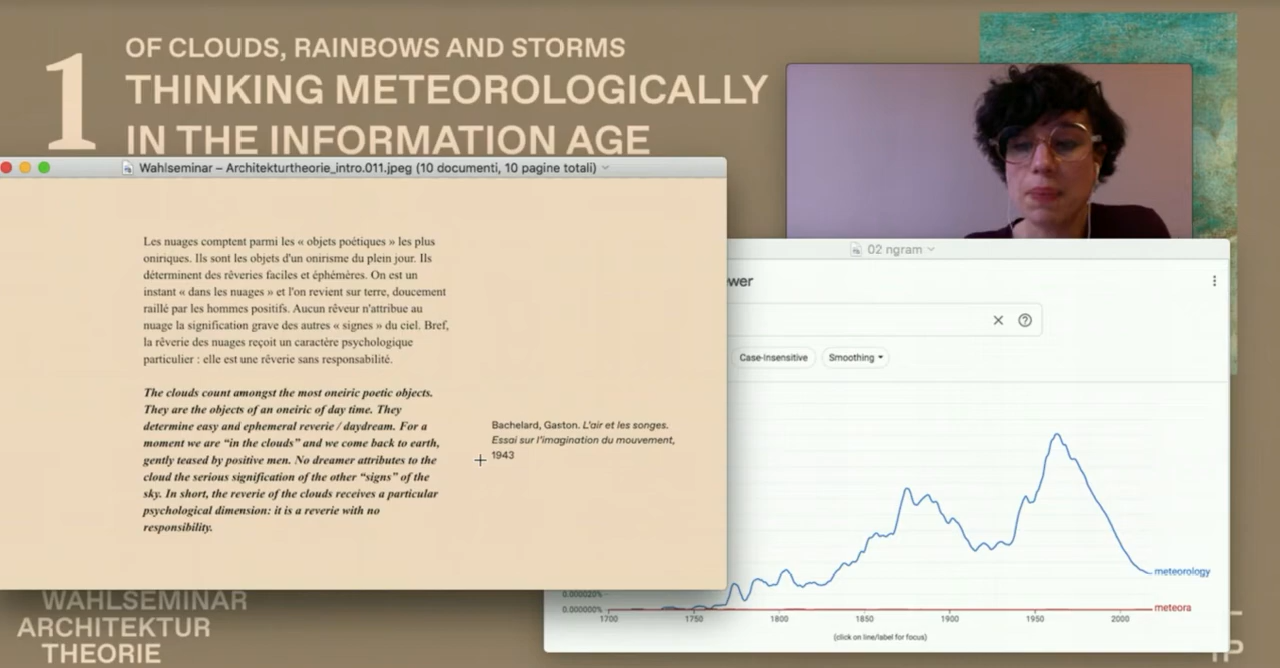 1
OF CLOUDS, RAINBOWS AND STORMS
THINKING METEOROLOGICALLY
IN THE INFORMATION AGE
Wahlseminar – Architekturtheorie_intro.011.jpeg (10 documenti, 10 pagine totali)
Les nuages comptent parmi les « objets poétiques » les plus
oniriques. Ils sont les objets d'un onirisme du plein jour. Ils
déterminent des rêveries faciles et éphémères. On est un
instant « dans les nuages » et l'on revient sur terre, doucement
raillé par les hommes positifs. Aucun rêveur n'attribue au
nuage la signification grave des autres « signes » du ciel. Bref,
la rêverie des nuages reçoit un caractère psychologique
particulier : elle est une rêverie sans responsabilité.
The clouds count amongst the most oneiric poetic objects.
They are the objects of an oneiric of day time. They
determine easy and ephemeral reverie / daydream. For a
moment we are “in the clouds” and we come back to earth,
gently teased by positive men. No dreamer attributes to the
cloud the serious signification of the other “signs” of the
sky. In short, the reverie of the clouds receives a particular
psychological dimension: it is a reverie with no
responsibility.
Bachelard, Gaston. L'air et les songes.
Essai sur l'imagination du mouvement,
1943
02 ngram
wer
Case-Insensitive
Smoothing
meteorology
meteora
0.000020%
0.000000%
1700
1750
1800
1850
1900
1950
2000
(click on line/label for focus)
WAHLSEMINAR
ARCHITEKTUR
THEORIE